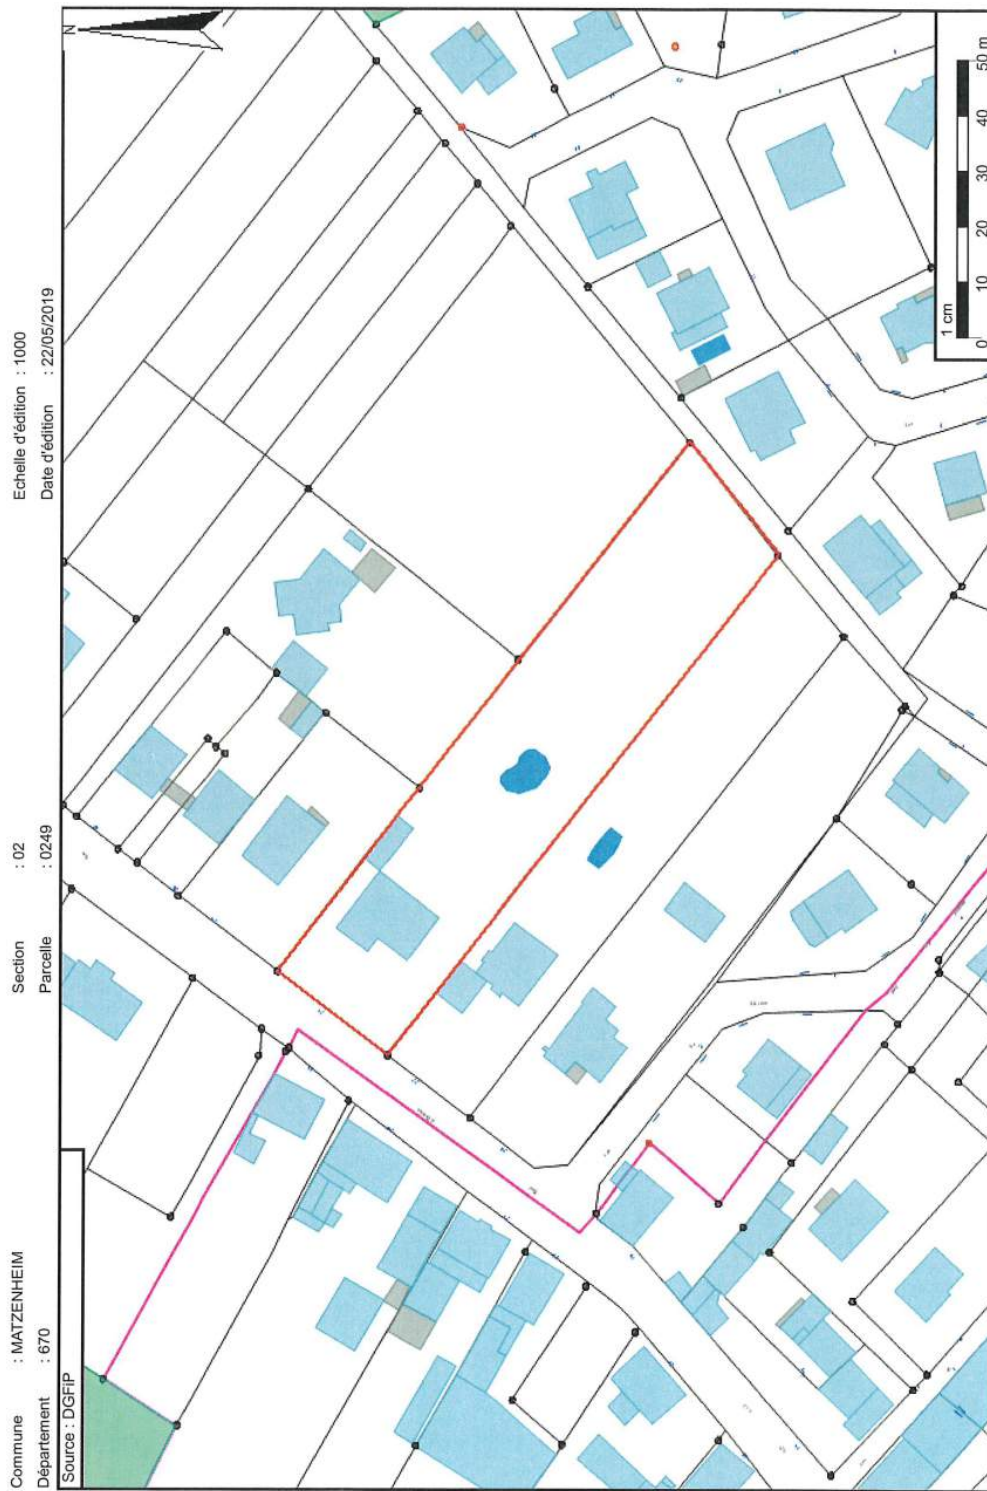 Commune : MATZENHEIM Section : 02 Echelle d'édition : 1000
Département : 670 Parcelle : 0249 Date d'édition : 22/05/2019
Source : DGFiP
N
1 cm
0 10 20 30 40 50 m